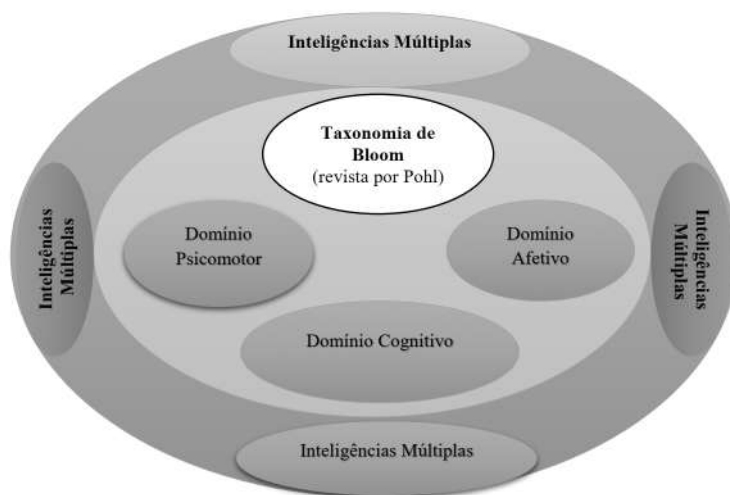 Inteligências Múltiplas
Taxonomia de
Bloom
(revista por Pohl)
Inteligências
Múltiplas
Domínio
Psicomotor
Domínio
Afetivo
Inteligências
Múltiplas
Domínio Cognitivo
Inteligências Múltiplas